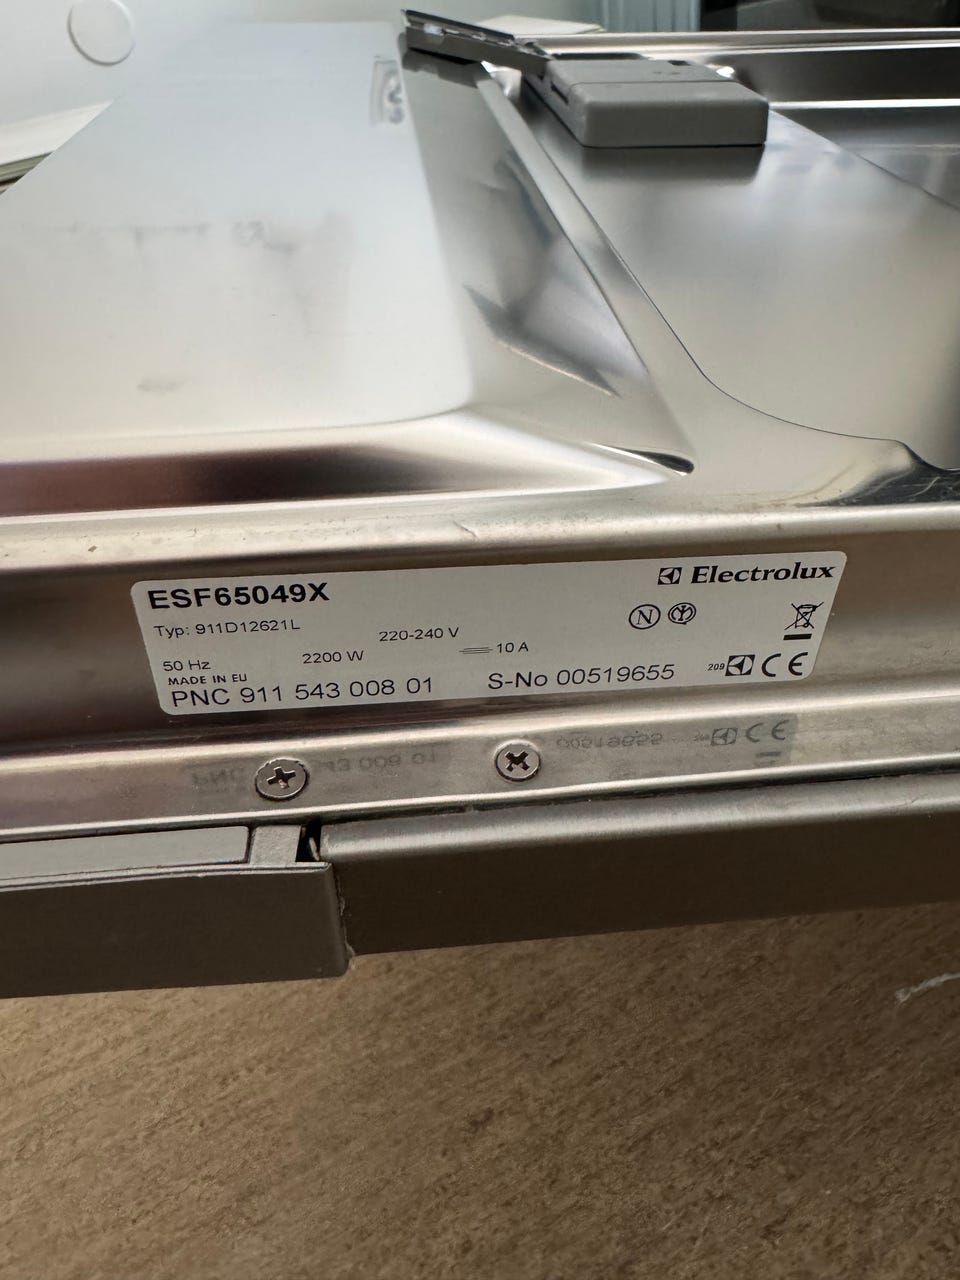 ESF65049X
Electrolux
Typ: 911D12621L
N
220-240 V
50 Hz
2200 W
10 A
MADE IN EU
PNC 911 543 008 01
S-No 00519655
209 CE